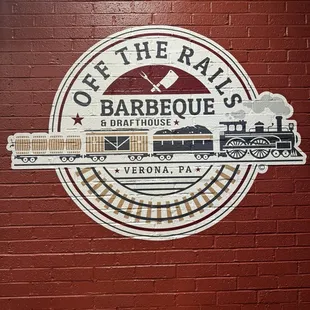 OFF THE RAILS
BARBEQUE
& DRAFTHOUSE
VERONA, PA